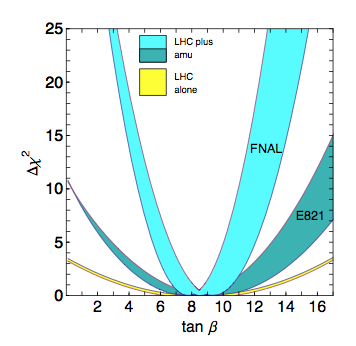 25
20
15
10
5
0
Δχ²
LHC plus
amu
LHC
alone
FNAL
E821
2 4 6 8 10 12 14 16
tan β